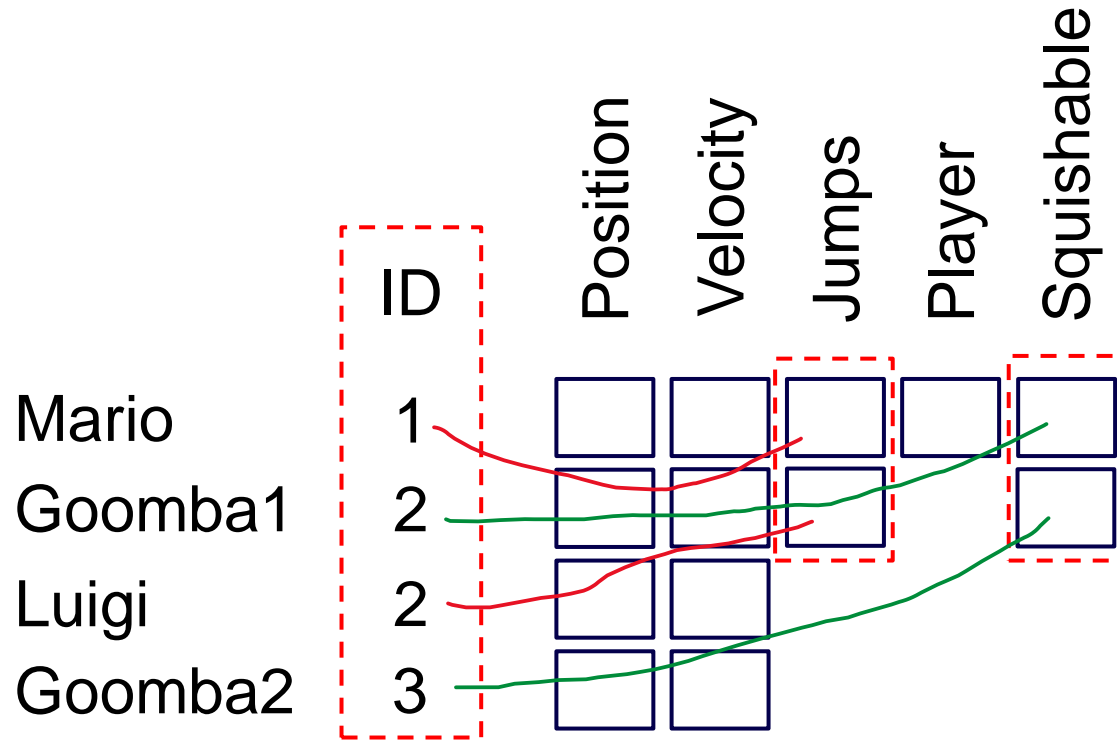 Position
Velocity
Jumps
Player
Squishable
ID
Mario 1
Goomba1 2
Luigi 2
Goomba2 3